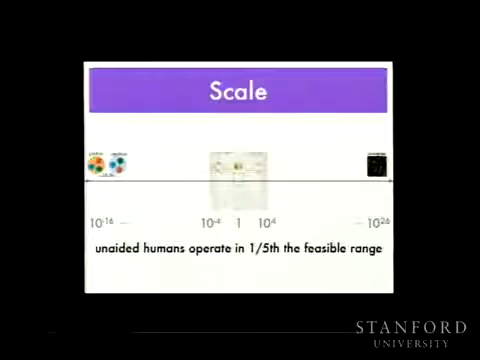 Scale
10-16 10-4 1 104 1026
unaided humans operate in 1/5th the feasible range
STANFORD
UNIVERSITY